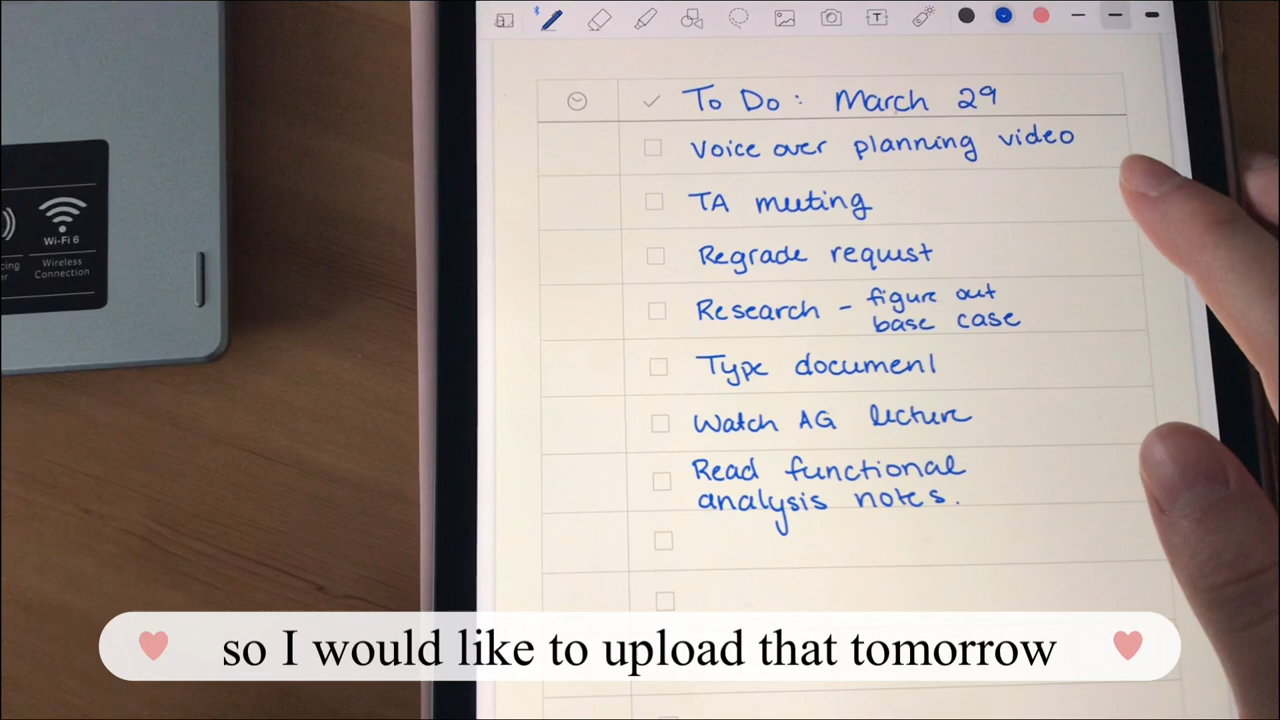 T
To Do: March 29
Voice over planning video
TA meeting
Regrade request
Research - figure out
base case
Type document
Watch AG lecture
Read functional
analysis notes.
Wi-Fi 6
Wireless
Connection
so I would like to upload that tomorrow